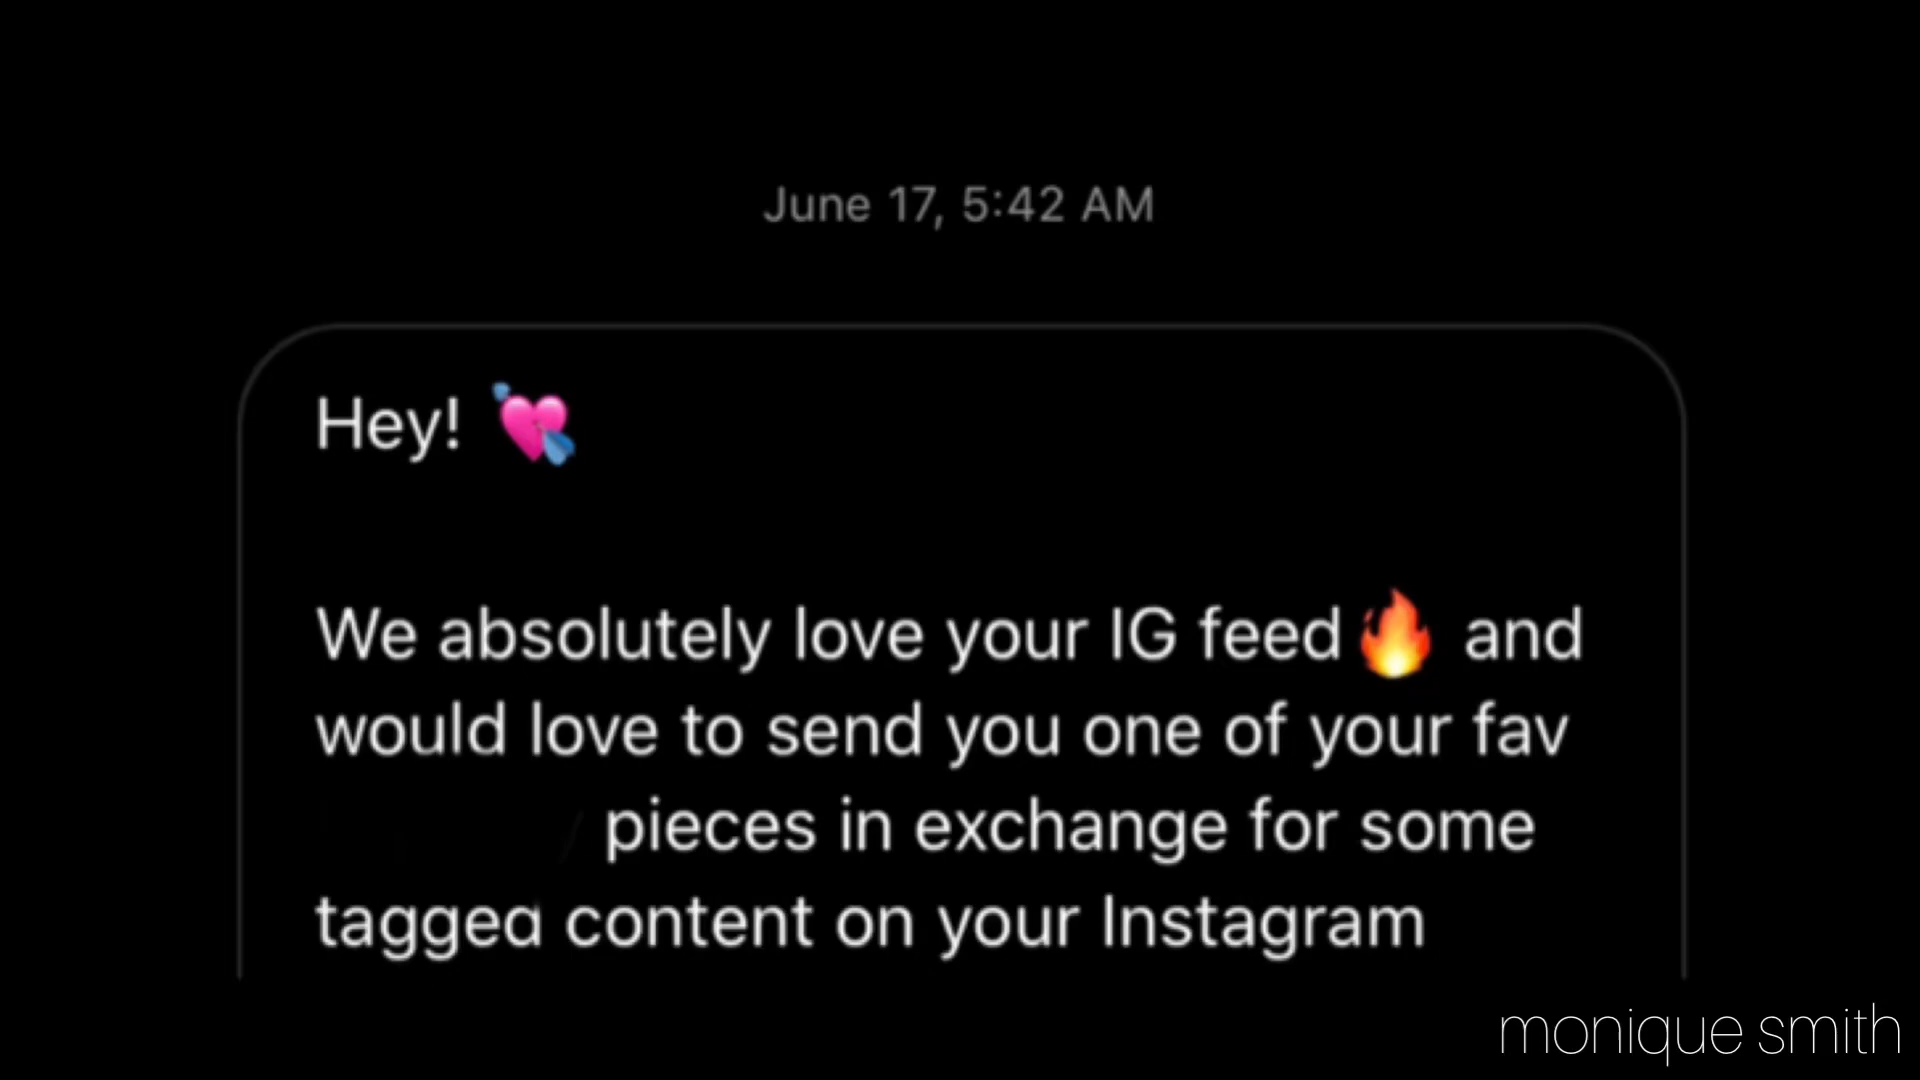 June 17, 5:42 AM
Hey! 💘
We absolutely love your IG feed🔥 and
would love to send you one of your fav
pieces in exchange for some
tagged content on your Instagram
monique smith